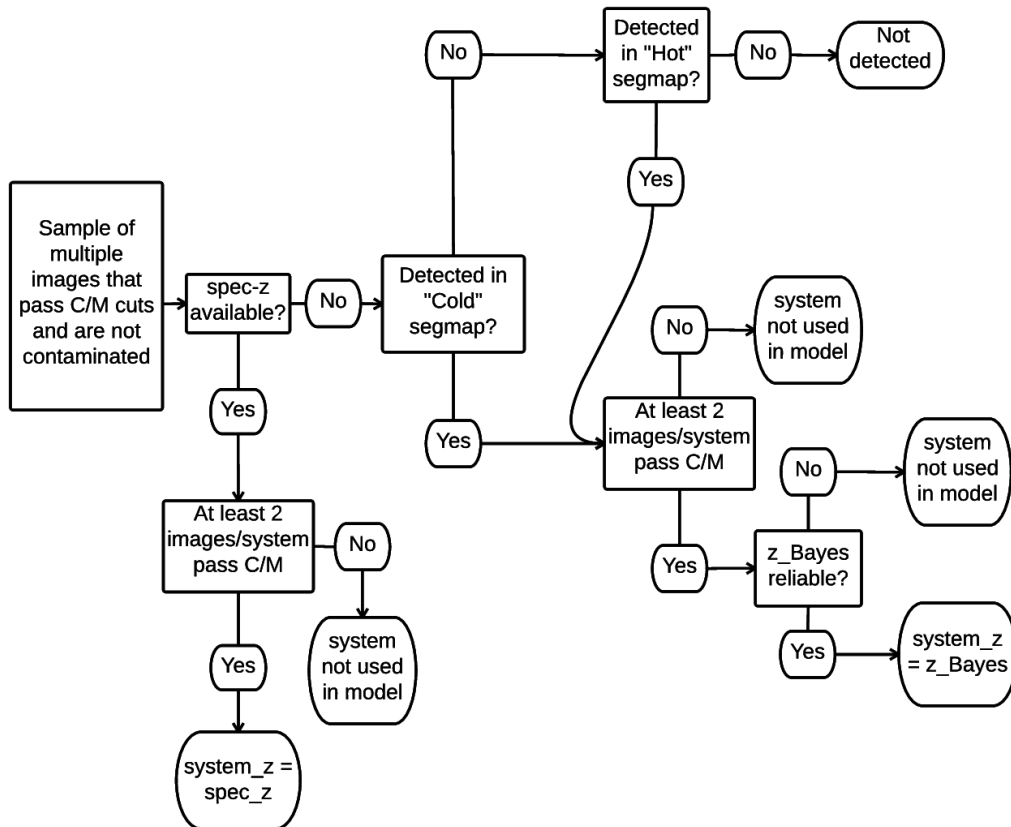 No
Detected
in "Hot"
segmap?
No
Not
detected
Yes
Sample of
multiple
images that
pass C/M cuts
and are not
contaminated
spec-z
available?
No
Detected in
"Cold"
segmap?
No
system
not used
in model
Yes
Yes
At least 2
images/system
pass C/M
No
system
not used
in model
At least 2
images/system
pass C/M
No
Yes
z_Bayes
reliable?
Yes
system
not used
in model
Yes
system_z
= z_Bayes
system_z =
spec_z